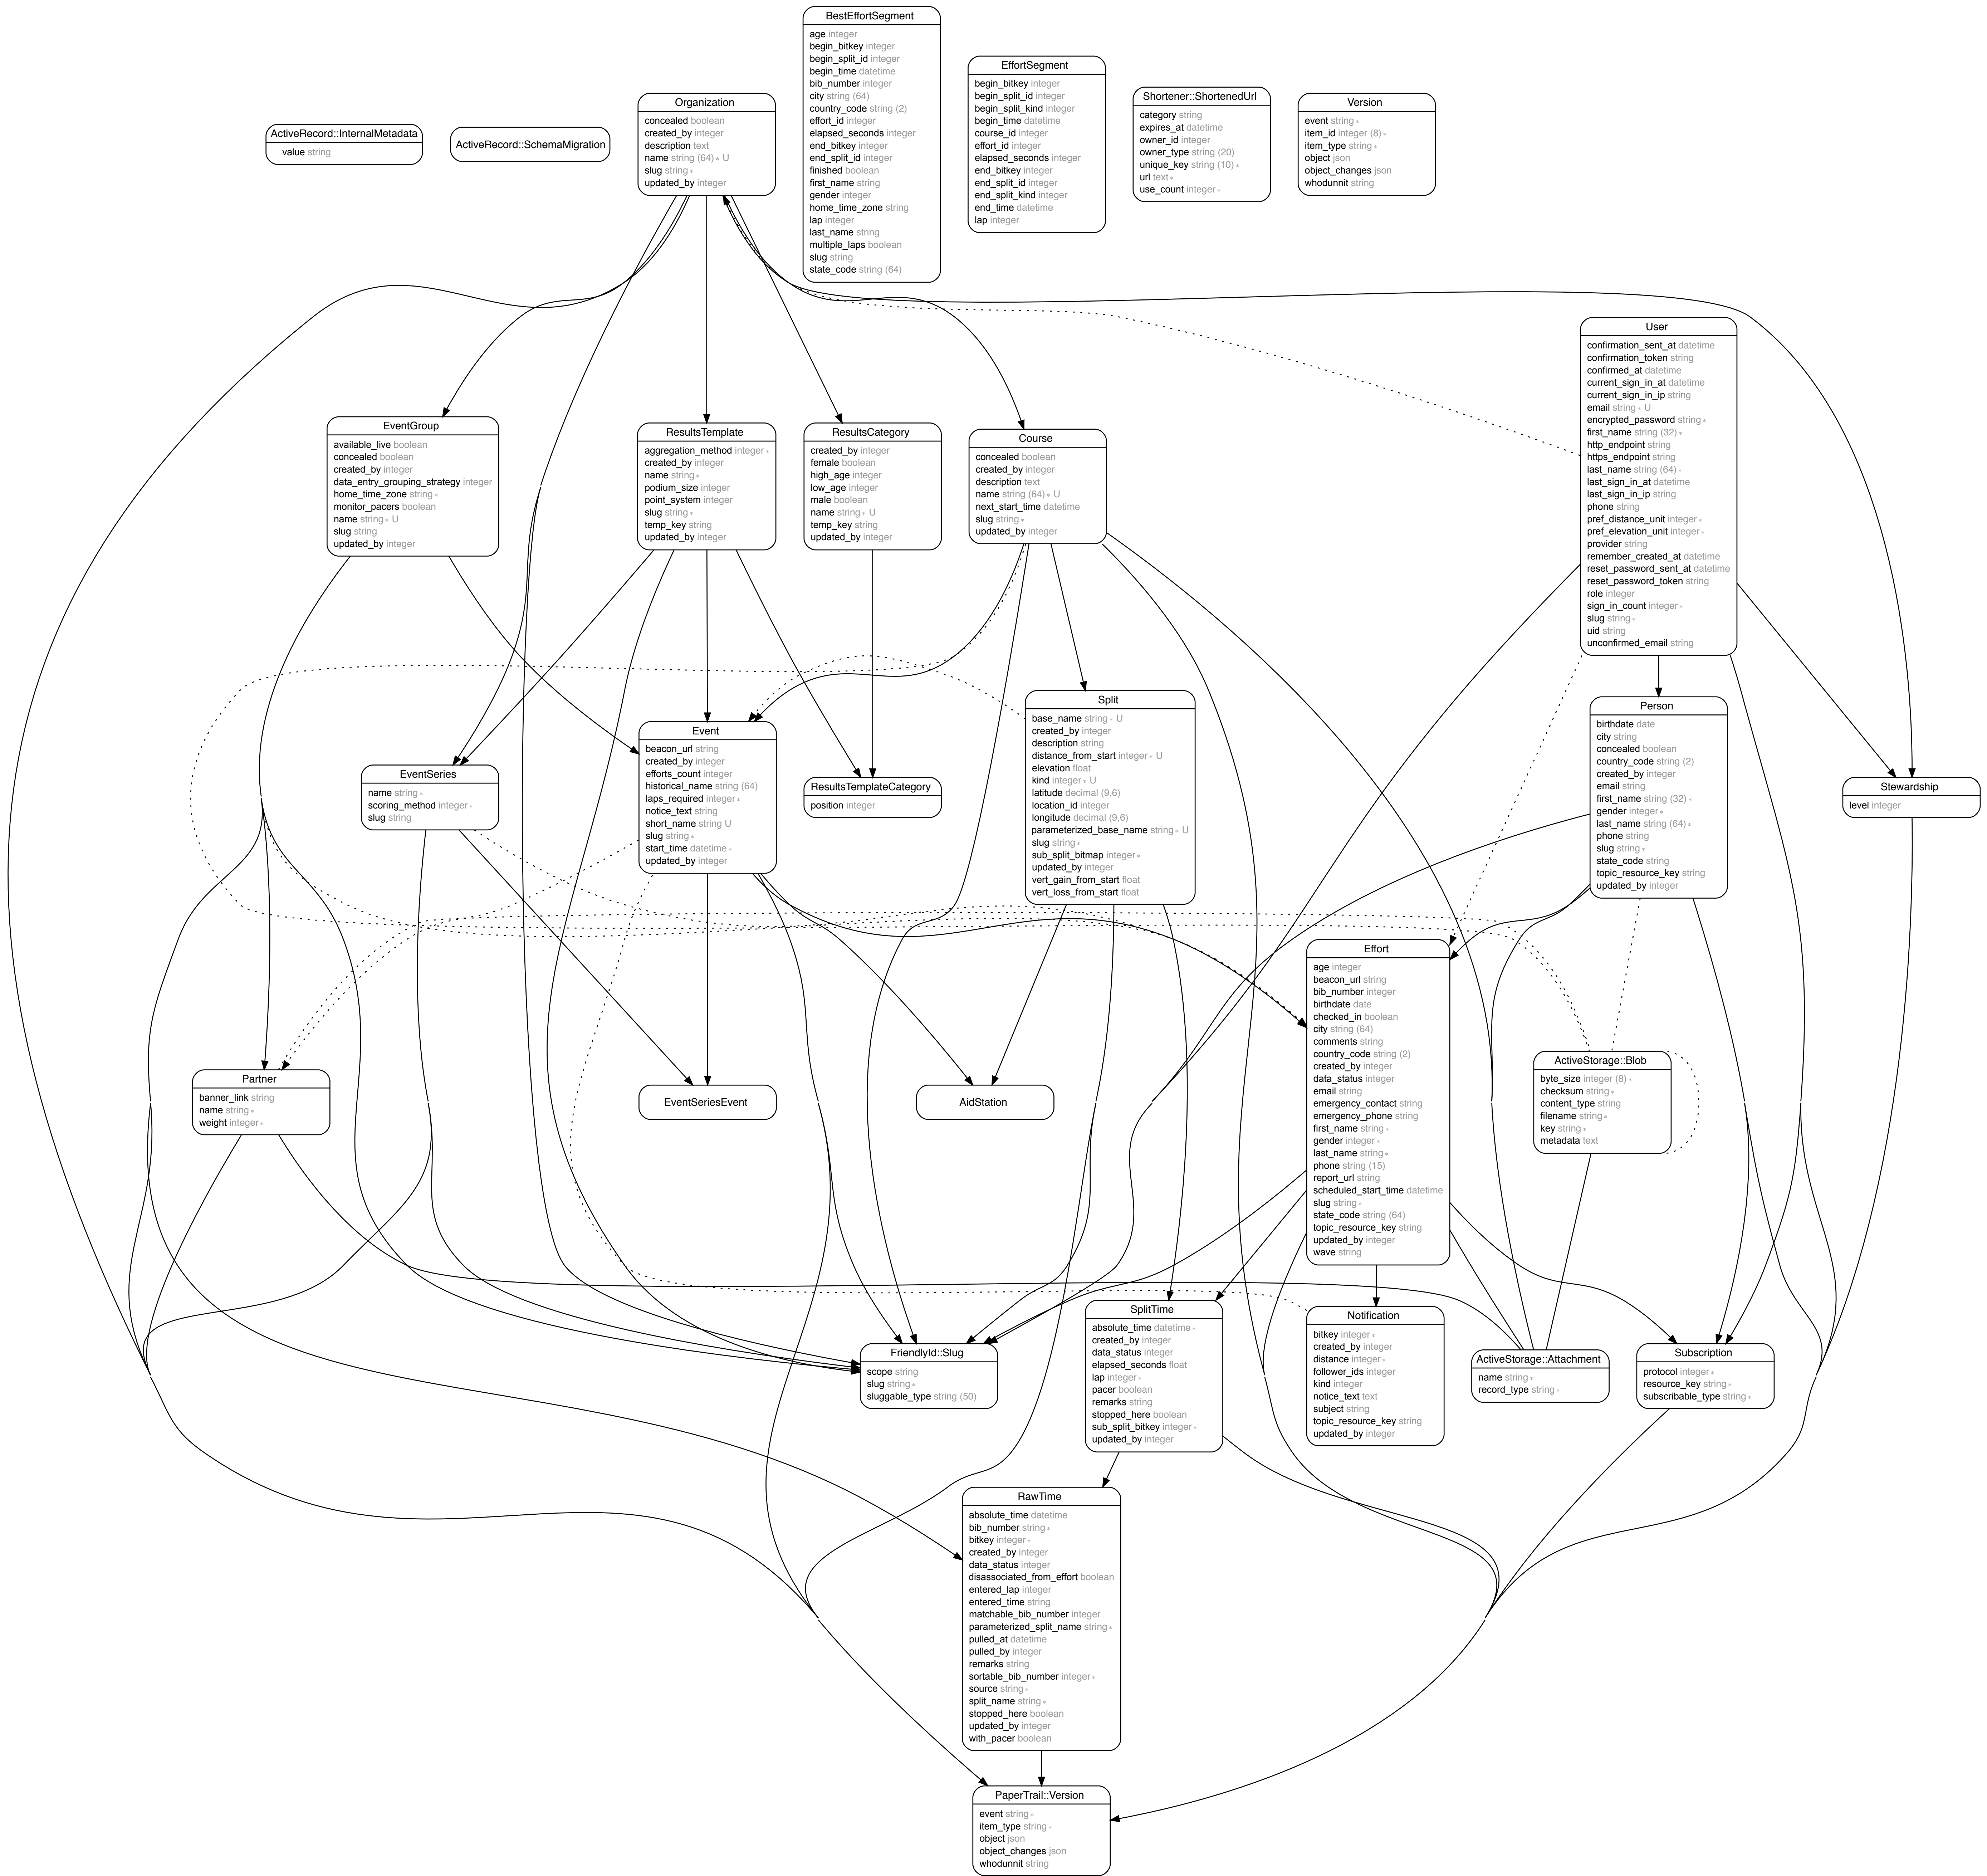 BestEffortSegment
age integer
begin_bitkey integer
begin_split_id integer
begin_time datetime
bib_number integer
city string (64)
country_code string (2)
effort_id integer
elapsed_seconds integer
end_bitkey integer
end_split_id integer
finished boolean
first_name string
gender integer
home_time_zone string
lap integer
last_name string
multiple_laps boolean
slug string
state_code string (64)
EffortSegment
begin_bitkey integer
begin_split_id integer
begin_split_kind integer
begin_time datetime
course_id integer
effort_id integer
elapsed_seconds integer
end_bitkey integer
end_split_id integer
end_split_kind integer
end_time datetime
lap integer
Shortener::ShortenedUrl
category string
expires_at datetime
owner_id integer
owner_type string (20)
unique_key string (10) *
url text *
use_count integer *
Version
event string *
item_id integer (8) *
item_type string *
object json
object_changes json
whodunnit string
Organization
concealed boolean
created_by integer
description text
name string (64) * U
slug string *
updated_by integer
ActiveRecord::InternalMetadata
value string
ActiveRecord::SchemaMigration
User
confirmation_sent_at datetime
confirmation_token string
confirmed_at datetime
current_sign_in_at datetime
current_sign_in_ip string
email string * U
encrypted_password string *
first_name string (32) *
http_endpoint string
https_endpoint string
last_name string (64) *
last_sign_in_at datetime
last_sign_in_ip string
phone string
pref_distance_unit integer *
pref_elevation_unit integer *
provider string
remember_created_at datetime
reset_password_sent_at datetime
reset_password_token string
role integer
sign_in_count integer *
slug string *
uid string
unconfirmed_email string
EventGroup
available_live boolean
concealed boolean
created_by integer
data_entry_grouping_strategy integer
home_time_zone string *
monitor_pacers boolean
name string * U
slug string
updated_by integer
ResultsTemplate
aggregation_method integer *
created_by integer
name string *
podium_size integer
point_system integer
slug string *
temp_key string
updated_by integer
ResultsCategory
created_by integer
female boolean
high_age integer
low_age integer
male boolean
name string * U
temp_key string
updated_by integer
Course
concealed boolean
created_by integer
description text
name string (64) * U
next_start_time datetime
slug string *
updated_by integer
Split
base_name string * U
created_by integer
description string
distance_from_start integer * U
elevation float
kind integer * U
latitude decimal (9,6)
location_id integer
longitude decimal (9,6)
parameterized_base_name string * U
slug string *
sub_split_bitmap integer *
updated_by integer
vert_gain_from_start float
vert_loss_from_start float
Person
birthdate date
city string
concealed boolean
country_code string (2)
created_by integer
email string
first_name string (32) *
gender integer *
last_name string (64) *
phone string
slug string *
state_code string
topic_resource_key string
updated_by integer
Event
beacon_url string
created_by integer
efforts_count integer
historical_name string (64)
laps_required integer *
notice_text string
short_name string U
slug string *
start_time datetime *
updated_by integer
EventSeries
name string *
scoring_method integer *
slug string
ResultsTemplateCategory
position integer
Stewardship
level integer
Effort
age integer
beacon_url string
bib_number integer
birthdate date
checked_in boolean
city string (64)
comments string
country_code string (2)
created_by integer
data_status integer
email string
emergency_contact string
emergency_phone string
first_name string *
gender integer *
last_name string *
phone string (15)
report_url string
scheduled_start_time datetime
slug string *
state_code string (64)
topic_resource_key string
updated_by integer
wave string
ActiveStorage::Blob
byte_size integer (8) *
checksum string *
content_type string
filename string *
key string *
metadata text
Partner
banner_link string
name string *
weight integer *
EventSeriesEvent
AidStation
SplitTime
absolute_time datetime *
created_by integer
data_status integer
elapsed_seconds float
lap integer *
pacer boolean
remarks string
stopped_here boolean
sub_split_bitkey integer *
updated_by integer
Notification
bitkey integer *
created_by integer
distance integer *
follower_ids integer
kind integer
notice_text text
subject string
topic_resource_key string
updated_by integer
FriendlyId::Slug
scope string
slug string *
sluggable_type string (50)
ActiveStorage::Attachment
name string *
record_type string *
Subscription
protocol integer *
resource_key string *
subscribable_type string *
RawTime
absolute_time datetime
bib_number string *
bitkey integer *
created_by integer
data_status integer
disassociated_from_effort boolean
entered_lap integer
entered_time string
matchable_bib_number integer
parameterized_split_name string *
pulled_at datetime
pulled_by integer
remarks string
sortable_bib_number integer *
source string *
split_name string *
stopped_here boolean
updated_by integer
with_pacer boolean
PaperTrail::Version
event string *
item_type string *
object json
object_changes json
whodunnit string